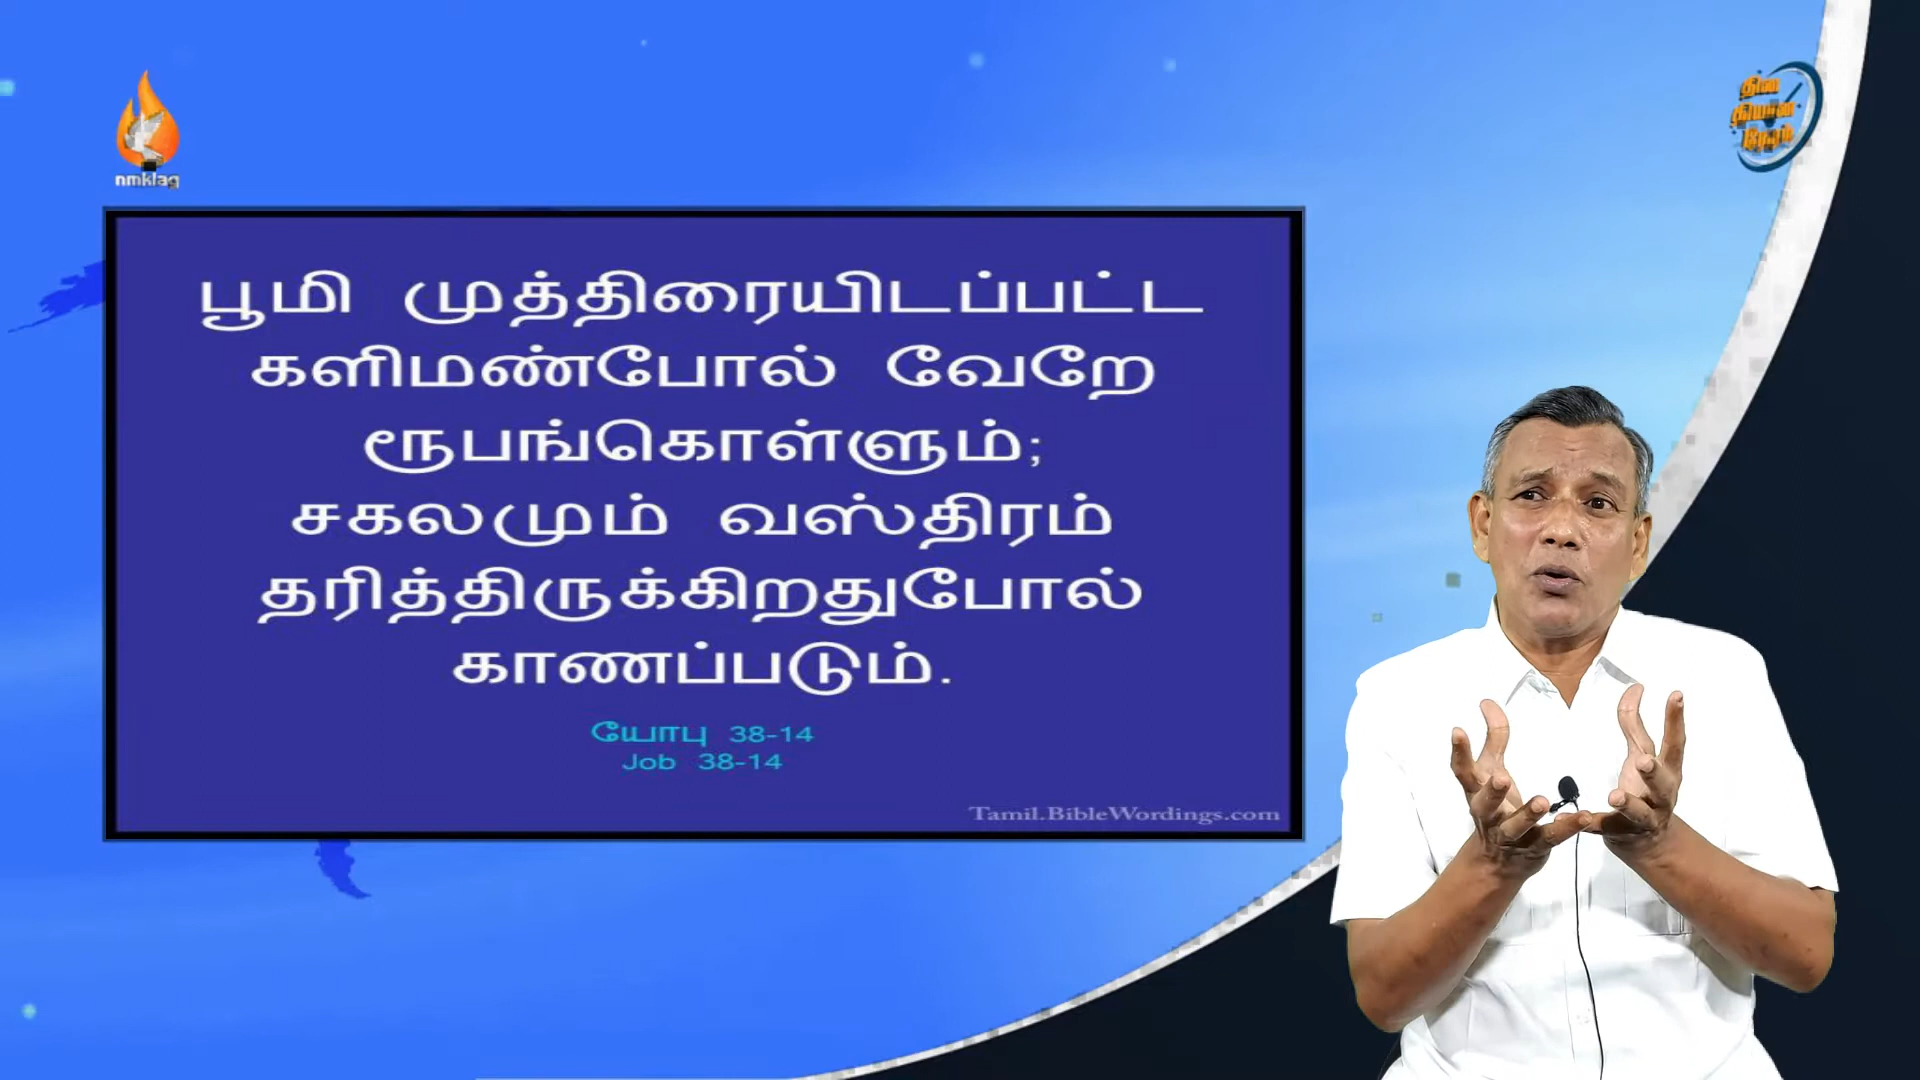 nmklag
தின
தியான
நேரம்
பூமி முத்திரையிடப்பட்ட
களிமண்போல் வேறே
ரூபங்கொள்ளும்;
சகலமும் வஸ்திரம்
தரித்திருக்கிறதுபோல்
காணப்படும்.
யோபு 38-14
Job 38-14
Tamil.BibleWordings.com